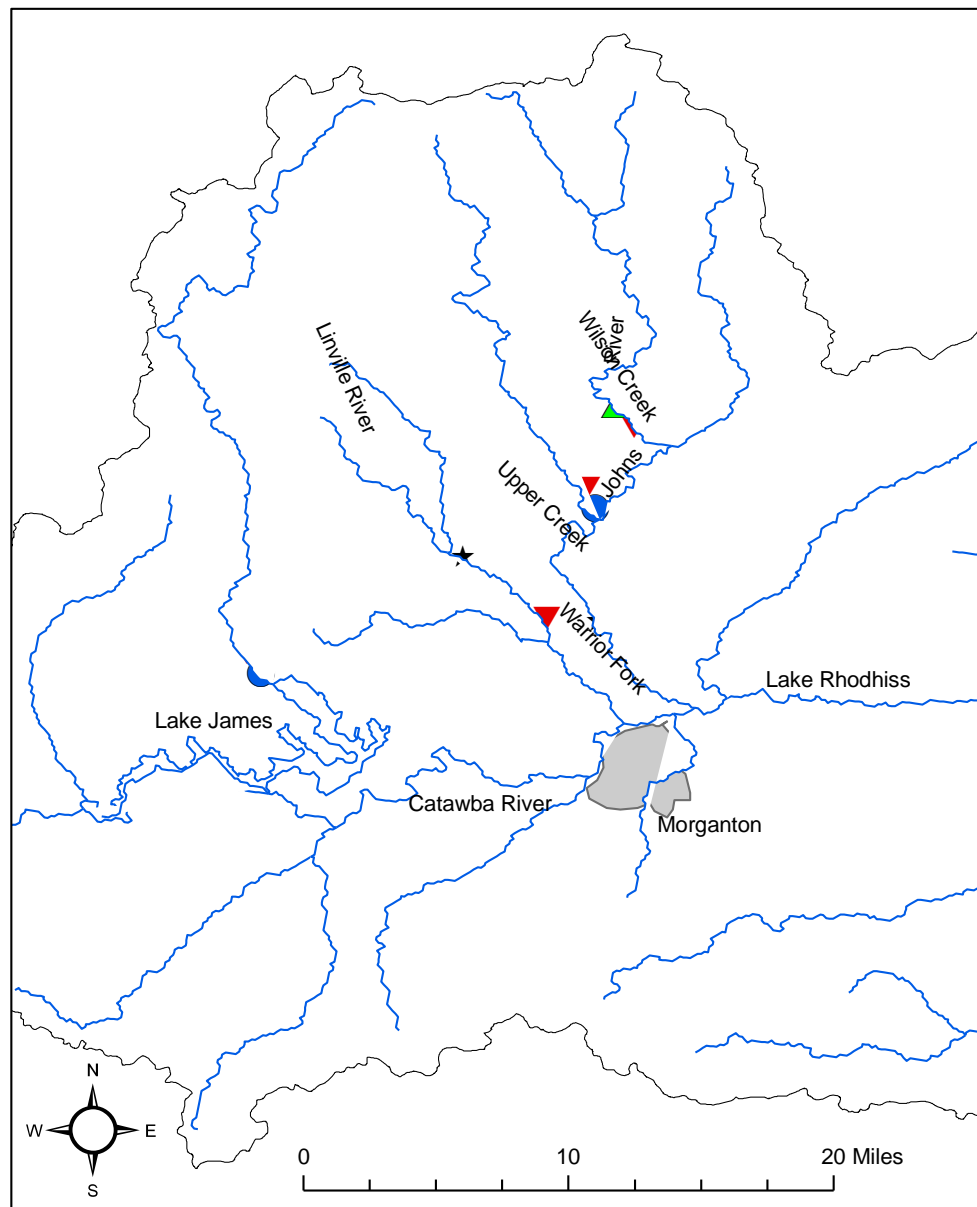 River
Wilson Creek
Linville River
Johns
Upper Creek
Warrior Fork
Lake Rhodhiss
Lake James
Catawba River
Morganton
N
W
E
S
0
10
20 Miles